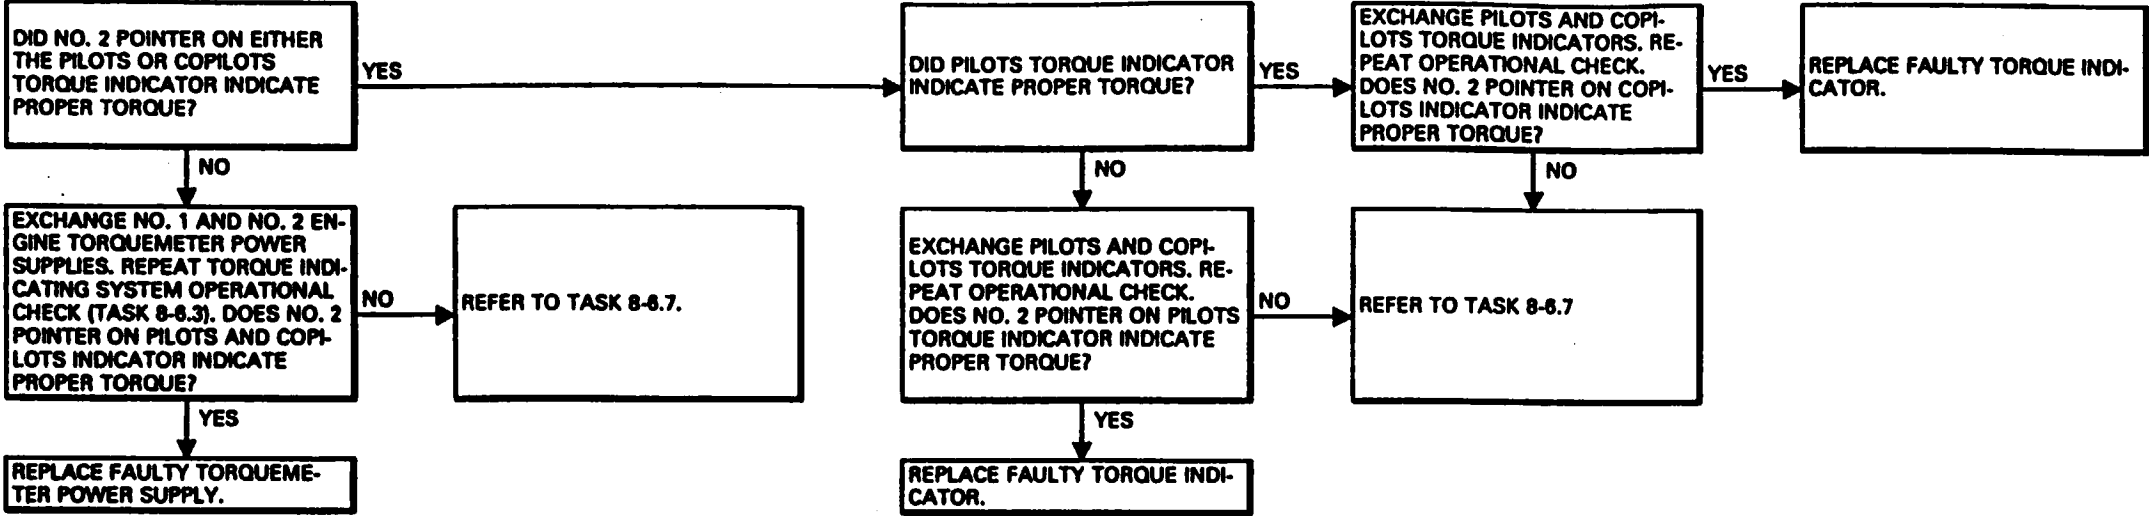 DID NO. 2 POINTER ON EITHER
THE PILOTS OR COPILOTS
TORQUE INDICATOR INDICATE
PROPER TORQUE?
YES
DID PILOTS TORQUE INDICATOR
INDICATE PROPER TORQUE?
YES
EXCHANGE PILOTS AND COPI-
LOTS TORQUE INDICATORS. RE-
PEAT OPERATIONAL CHECK.
DOES NO. 2 POINTER ON COPI-
LOTS INDICATOR INDICATE
PROPER TORQUE?
YES
REPLACE FAULTY TORQUE INDI-
CATOR.
NO
NO
NO
EXCHANGE NO. 1 AND NO. 2 EN-
GINE TORQUEMETER POWER
SUPPLIES. REPEAT TORQUE INDI-
CATING SYSTEM OPERATIONAL
CHECK (TASK 8-6.3). DOES NO. 2
POINTER ON PILOTS AND COPI-
LOTS INDICATOR INDICATE
PROPER TORQUE?
NO
REFER TO TASK 8-6.7.
EXCHANGE PILOTS AND COPI-
LOTS TORQUE INDICATORS. RE-
PEAT OPERATIONAL CHECK.
DOES NO. 2 POINTER ON PILOTS
TORQUE INDICATOR INDICATE
PROPER TORQUE?
NO
REFER TO TASK 8-6.7
YES
YES
REPLACE FAULTY TORQUEME-
TER POWER SUPPLY.
REPLACE FAULTY TORQUE INDI-
CATOR.